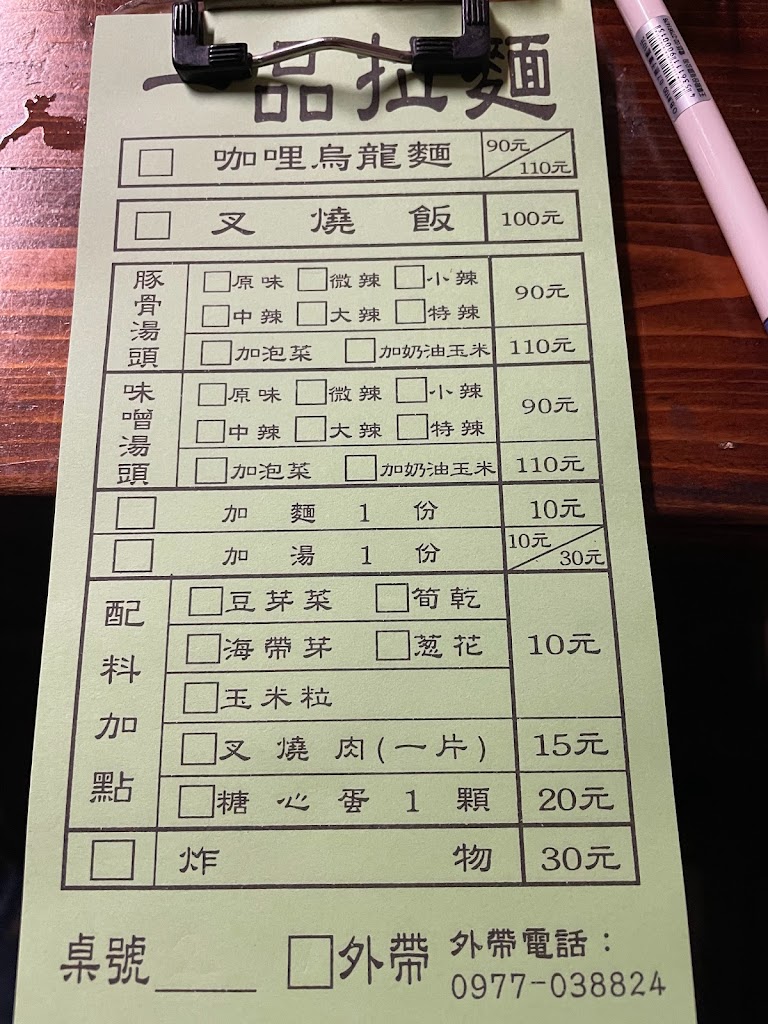 一品拉麵
咖哩烏龍麵 90元/110元
叉燒飯 100元
豚骨湯頭
原味 微辣 小辣 90元
中辣 大辣 特辣
加泡菜 加奶油玉米 110元
味噌湯頭
原味 微辣 小辣 90元
中辣 大辣 特辣
加泡菜 加奶油玉米 110元
加麵1份 10元
加湯1份 10元/30元
配料加點
豆芽菜 筍乾 10元
海帶芽 葱花
玉米粒
叉燒肉(一片) 15元
糖心蛋1顆 20元
炸物 30元
桌號____ 外帶 外帶電話：
0977-038824